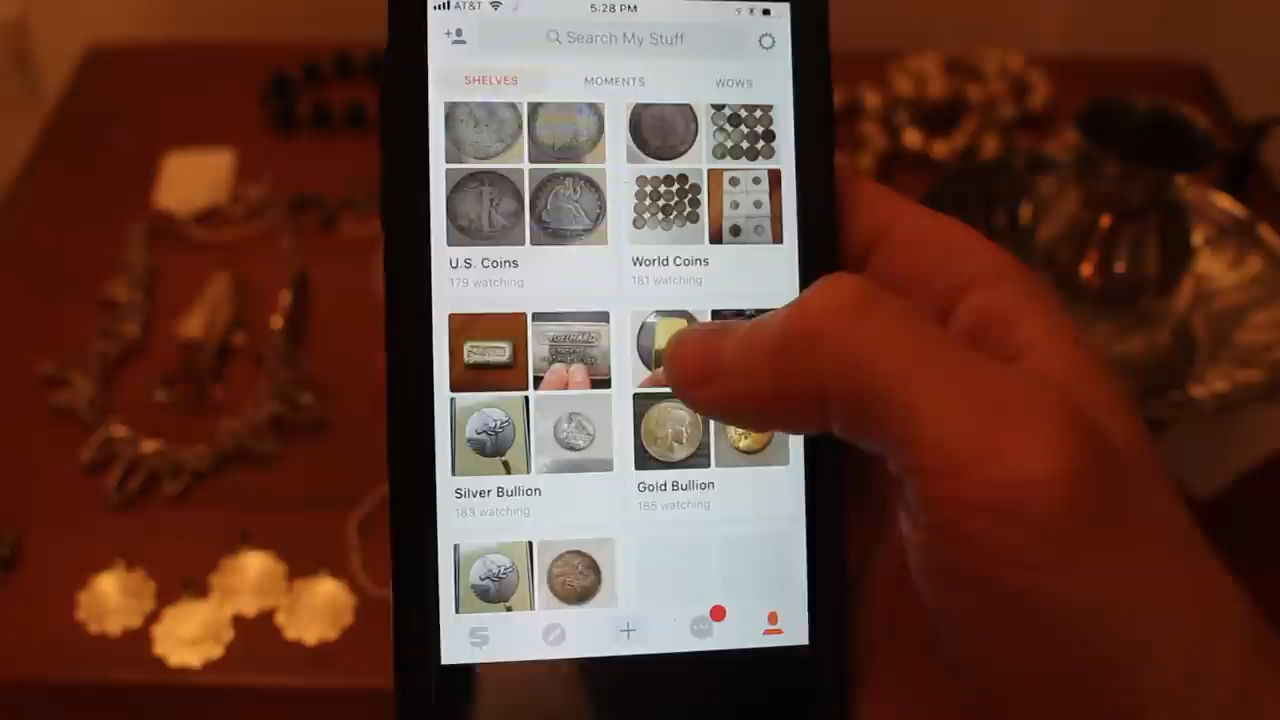 AT&T
5:28 PM
Search My Stuff
SHELVES
MOMENTS
WOWS
U.S. Coins
179 watching
World Coins
181 watching
Silver Bullion
183 watching
Gold Bullion
185 watching